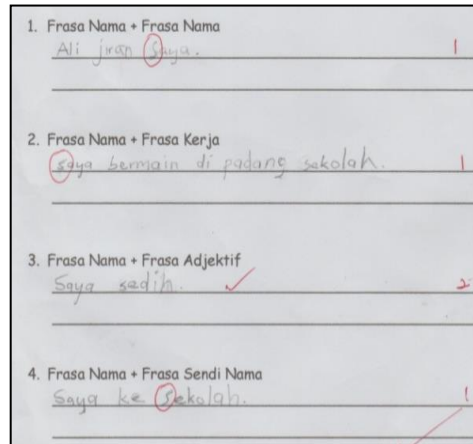 1. Frasa Nama + Frasa Nama
Ali jiran Saya. 1
2. Frasa Nama + Frasa Kerja
saya bermain di padang sekolah. 1
3. Frasa Nama + Frasa Adjektif
Saya sedih. ✓ 2
4. Frasa Nama + Frasa Sendi Nama
Saya ke Sekolah. 1